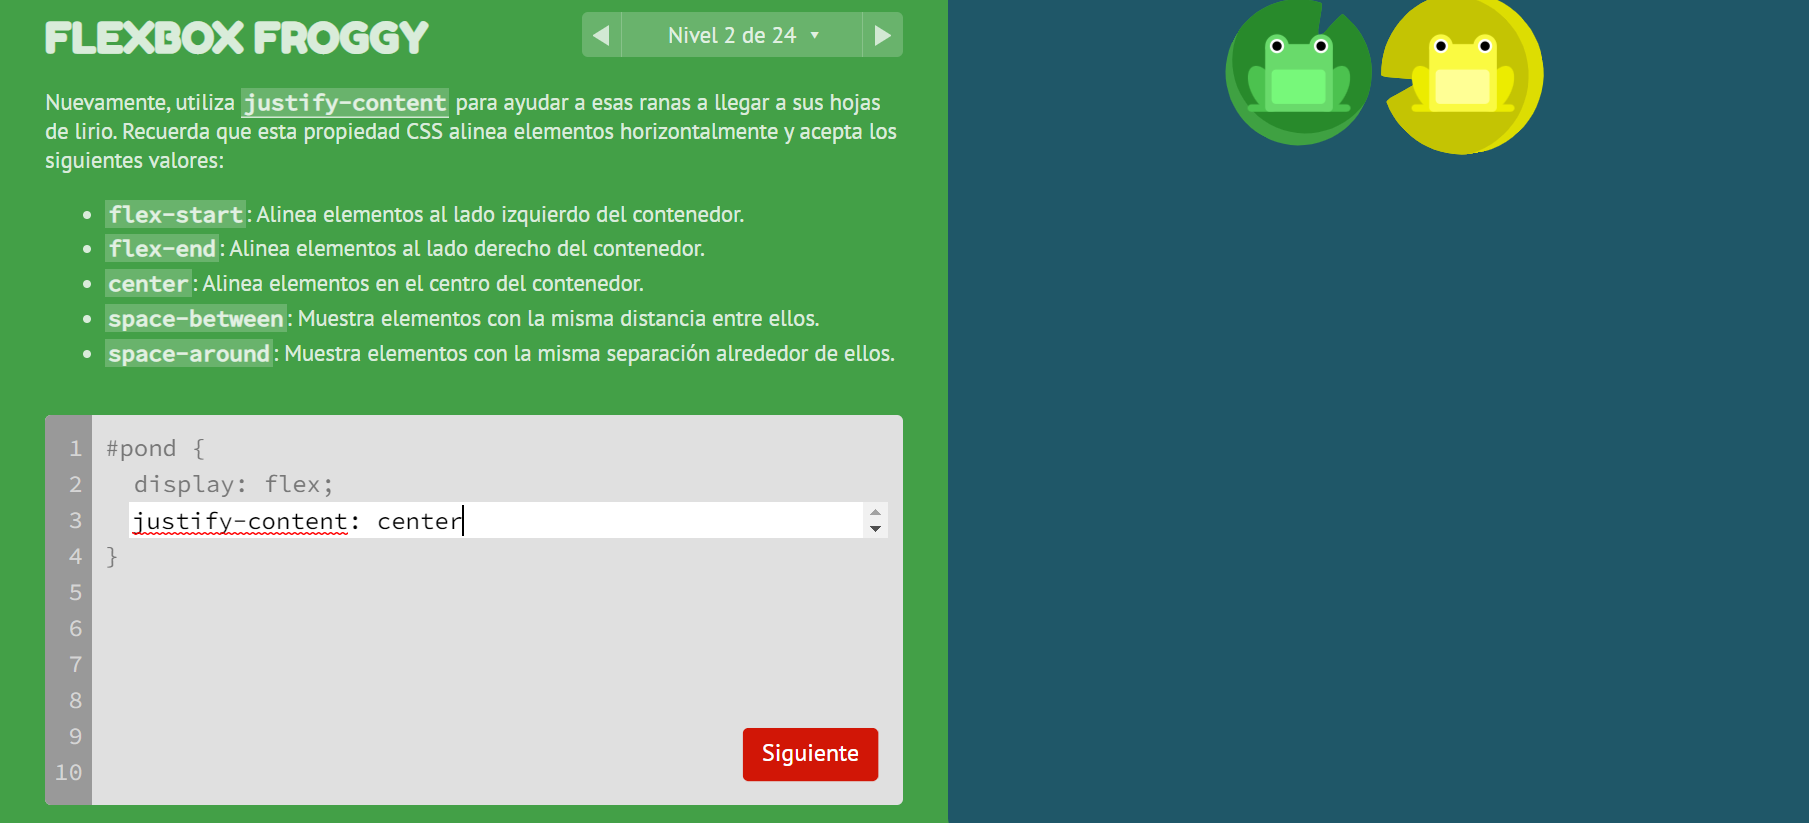 FLEXBOX FROGGY
Nivel 2 de 24
Nuevamente, utiliza justify-content para ayudar a esas ranas a llegar a sus hojas
de lirio. Recuerda que esta propiedad CSS alinea elementos horizontalmente y acepta los
siguientes valores:
flex-start: Alinea elementos al lado izquierdo del contenedor.
flex-end: Alinea elementos al lado derecho del contenedor.
center: Alinea elementos en el centro del contenedor.
space-between: Muestra elementos con la misma distancia entre ellos.
space-around: Muestra elementos con la misma separación alrededor de ellos.
1 #pond {
2 display: flex;
3 justify-content: center
4 }
5
6
7
8
9
10
Siguiente